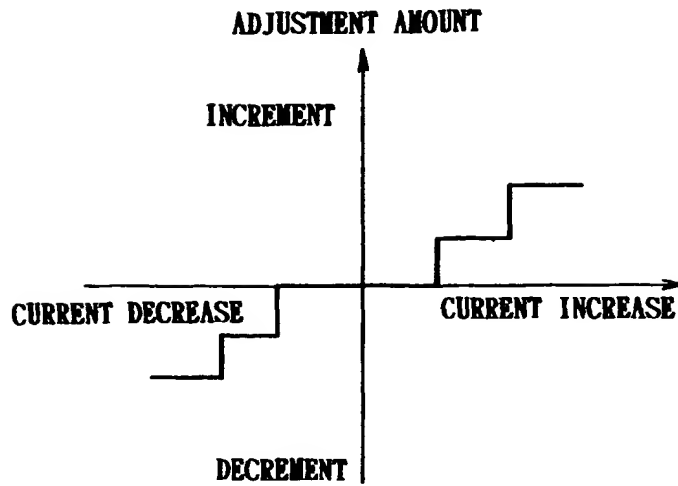 ADJUSTMENT AMOUNT
INCREMENT
CURRENT DECREASE
CURRENT INCREASE
DECREMENT